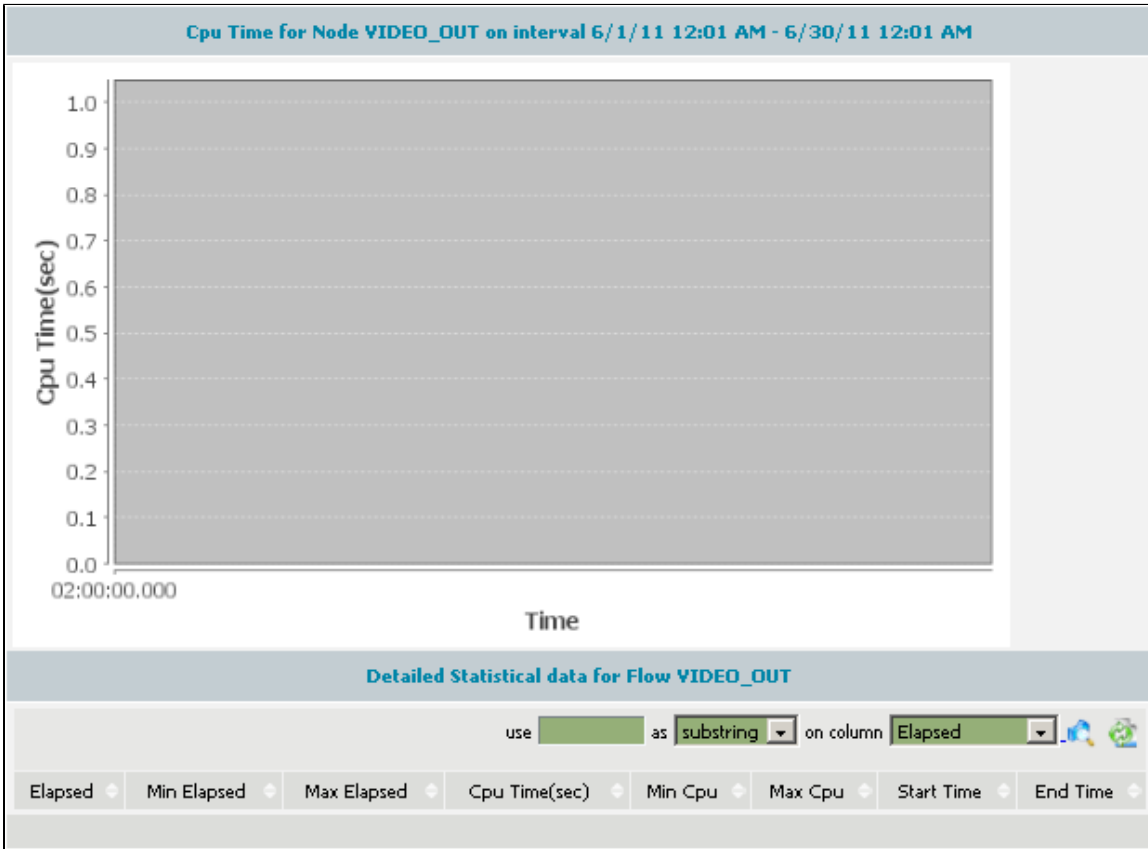 Cpu Time for Node VIDEO_OUT on interval 6/1/11 12:01 AM - 6/30/11 12:01 AM
1.0
0.9
0.8
0.7
0.6
0.5
0.4
0.3
0.2
0.1
0.0
Cpu Time(sec)
02:00:00.000
Time
Detailed Statistical data for Flow VIDEO_OUT
use as substring on column Elapsed
Elapsed Min Elapsed Max Elapsed Cpu Time(sec) Min Cpu Max Cpu Start Time End Time